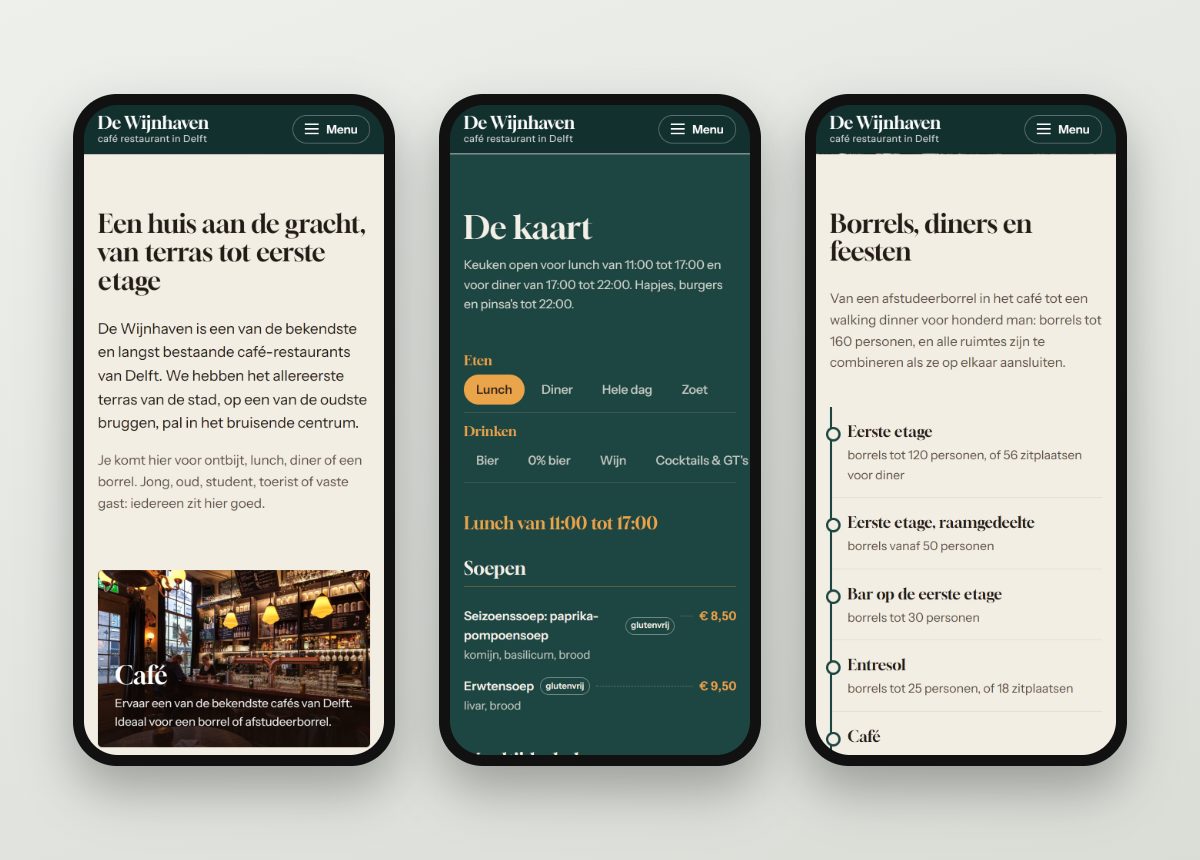 De Wijnhaven
café restaurant in Delft
Menu
Een huis aan de gracht,
van terras tot eerste
etage
De Wijnhaven is een van de bekendste
en langst bestaande café-restaurants
van Delft. We hebben het allereerste
terras van de stad, op een van de oudste
bruggen, pal in het bruisende centrum.
Je komt hier voor ontbijt, lunch, diner of een
borrel. Jong, oud, student, toerist of vaste
gast: iedereen zit hier goed.
Café
Ervaar een van de bekendste cafés van Delft.
Ideaal voor een borrel of afstudeerborrel.
De Wijnhaven
café restaurant in Delft
Menu
De kaart
Keuken open voor lunch van 11:00 tot 17:00 en
voor diner van 17:00 tot 22:00. Hapjes, burgers
en pinsa's tot 22:00.
Eten
Lunch Diner Hele dag Zoet
Drinken
Bier 0% bier Wijn Cocktails & GT's
Lunch van 11:00 tot 17:00
Soepen
Seizoenssoep: paprika-
pompoensoep glutenvrij € 8,50
komijn, basilicum, brood
Erwtensoep glutenvrij € 9,50
livar, brood
De Wijnhaven
café restaurant in Delft
Menu
Borrels, diners en
feesten
Van een afstudeerborrel in het café tot een
walking dinner voor honderd man: borrels tot
160 personen, en alle ruimtes zijn te
combineren als ze op elkaar aansluiten.
Eerste etage
borrels tot 120 personen, of 56 zitplaatsen
voor diner
Eerste etage, raamgedeelte
borrels vanaf 50 personen
Bar op de eerste etage
borrels tot 30 personen
Entresol
borrels tot 25 personen, of 18 zitplaatsen
Café